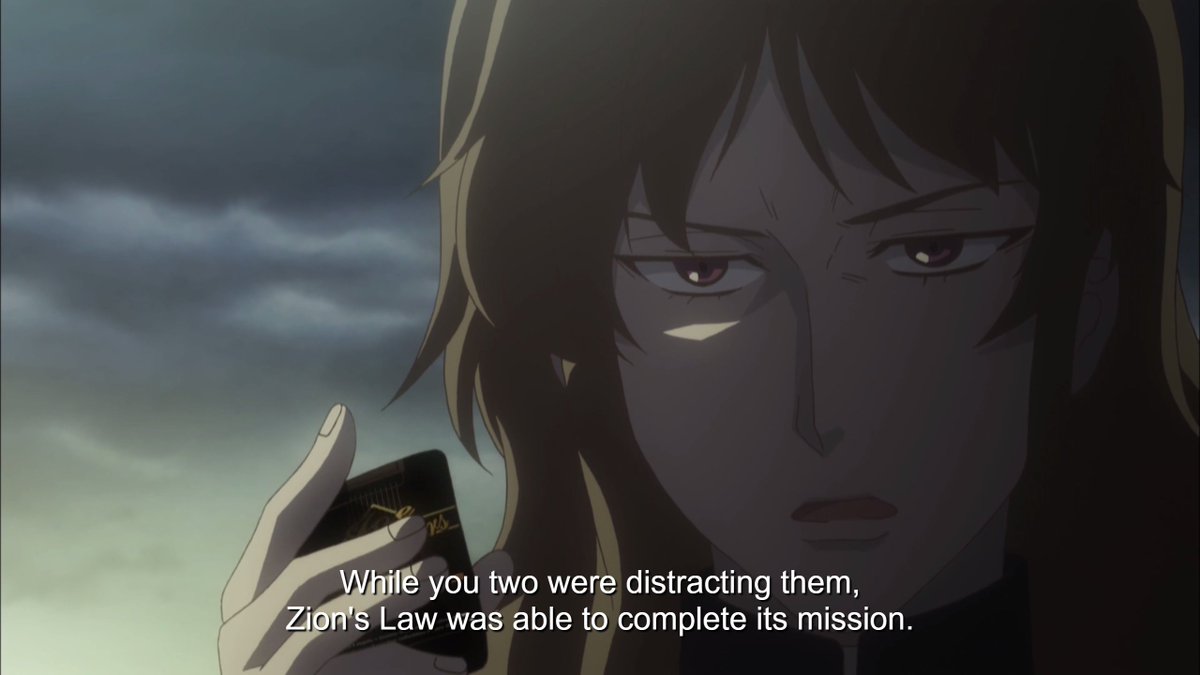 While you two were distracting them,
Zion's Law was able to complete its mission.